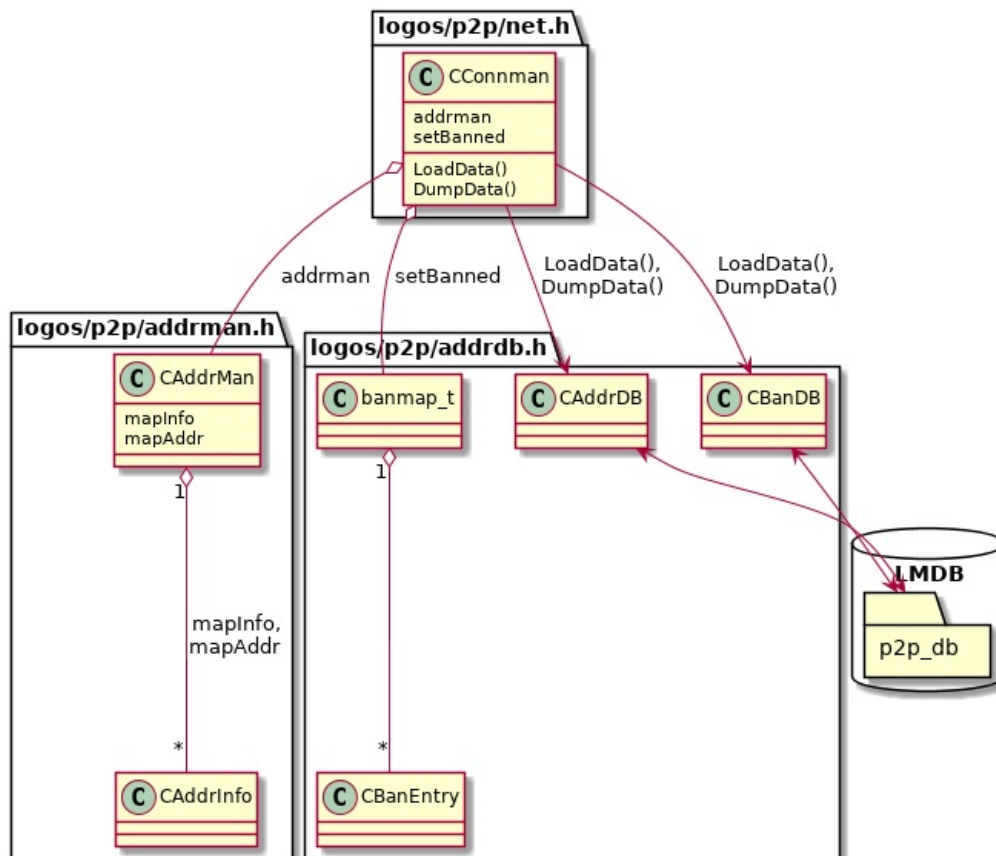 logos/p2p/net.h
C CConnman
addrman
setBanned
LoadData()
DumpData()
addrman
setBanned
LoadData(),
DumpData()
LoadData(),
DumpData()
logos/p2p/addrman.h
C CAddrMan
mapInfo
mapAddr
1
mapInfo,
mapAddr
*
C CAddrInfo
logos/p2p/addrdb.h
C banmap_t
1
*
C CBanEntry
C CAddrDB
C CBanDB
LMDB
p2p_db